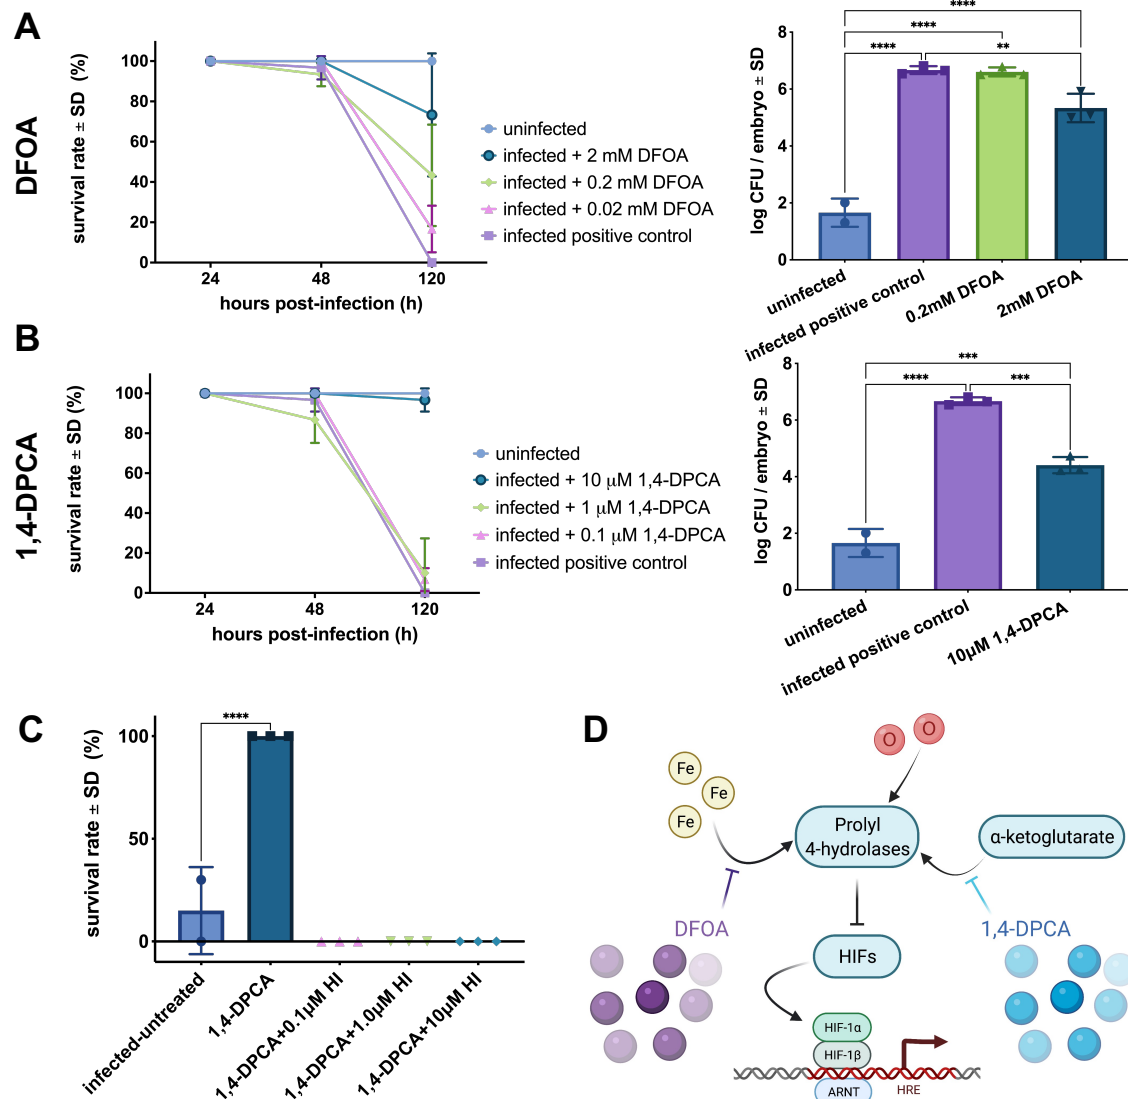 A
DFOA
survival rate ± SD (%)
100
80
60
40
20
0
24
48
120
hours post-infection (h)
uninfected
infected + 2 mM DFOA
infected + 0.2 mM DFOA
infected + 0.02 mM DFOA
infected positive control
log CFU / embryo ± SD
8
6
4
2
0
****
****
****
**
uninfected
infected positive control
0.2mM DFOA
2mM DFOA
B
1,4-DPCA
survival rate ± SD (%)
100
80
60
40
20
0
24
48
120
hours post-infection (h)
uninfected
infected + 10 μM 1,4-DPCA
infected + 1 μM 1,4-DPCA
infected + 0.1 μM 1,4-DPCA
infected positive control
log CFU / embryo ± SD
8
6
4
2
0
***
****
***
uninfected
infected positive control
10μM 1,4-DPCA
C
survival rate ± SD (%)
100
50
0
****
infected-untreated
1,4-DPCA
1,4-DPCA+0.1μM HI
1,4-DPCA+1.0μM HI
1,4-DPCA+10μM HI
D
O
O
Fe
Fe
Fe
Prolyl
4-hydrolases
α-ketoglutarate
DFOA
1,4-DPCA
HIFs
HIF-1α
HIF-1β
ARNT
HRE